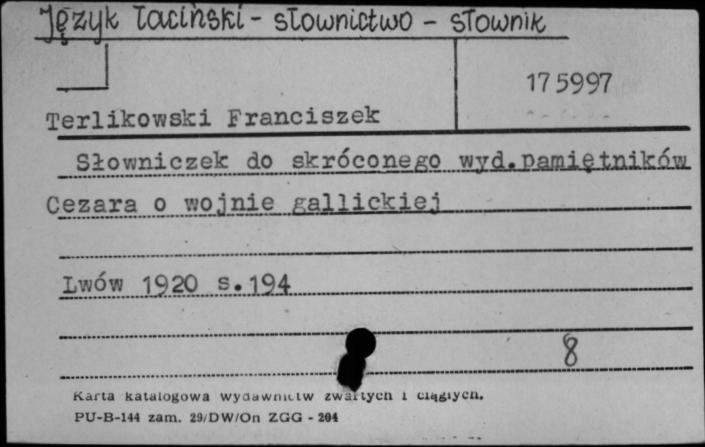 Język łaciński - słownictwo - słownik
175997
Terlikowski Franciszek
Słowniczek do skróconego wyd.pamiętników
Cezara o wojnie gallickiej
Lwów 1920 s.194
8
Karta katalogowa wydawnictw zwartych i ciągłych.
PU-B-144 zam. 29/DW/On ZGG - 204